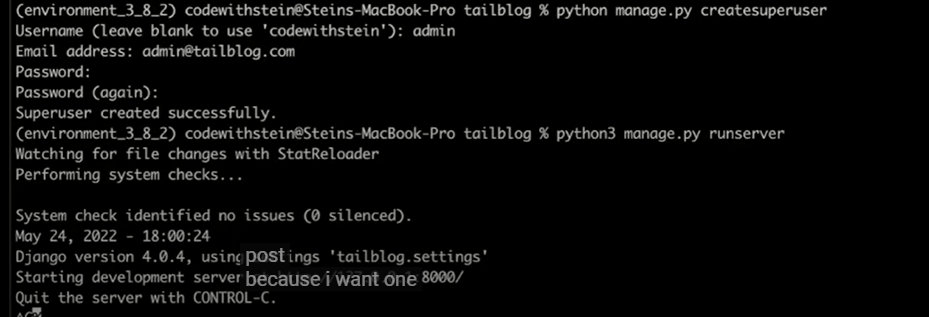 (environment_3_8_2) codewithstein@Steins-MacBook-Pro tailblog % python manage.py createsuperuser
Username (leave blank to use 'codewithstein'): admin
Email address: admin@tailblog.com
Password:
Password (again):
Superuser created successfully.
(environment_3_8_2) codewithstein@Steins-MacBook-Pro tailblog % python3 manage.py runserver
Watching for file changes with StatReloader
Performing system checks...
System check identified no issues (0 silenced).
May 24, 2022 - 18:00:24
Django version 4.0.4, using ings 'tailblog.settings'
post
Starting development server 8000/
because i want one
Quit the server with CONTROL-C.